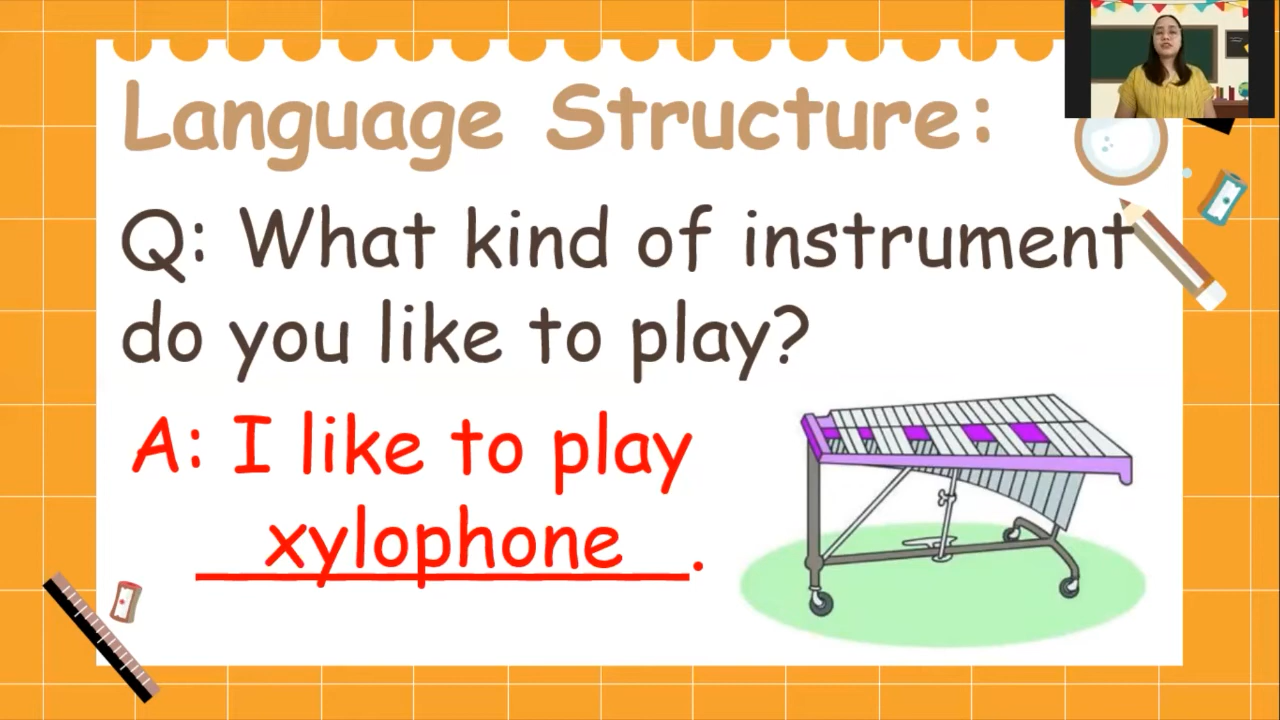 Language Structure:
Q: What kind of instrument
do you like to play?
A: I like to play
xylophone.